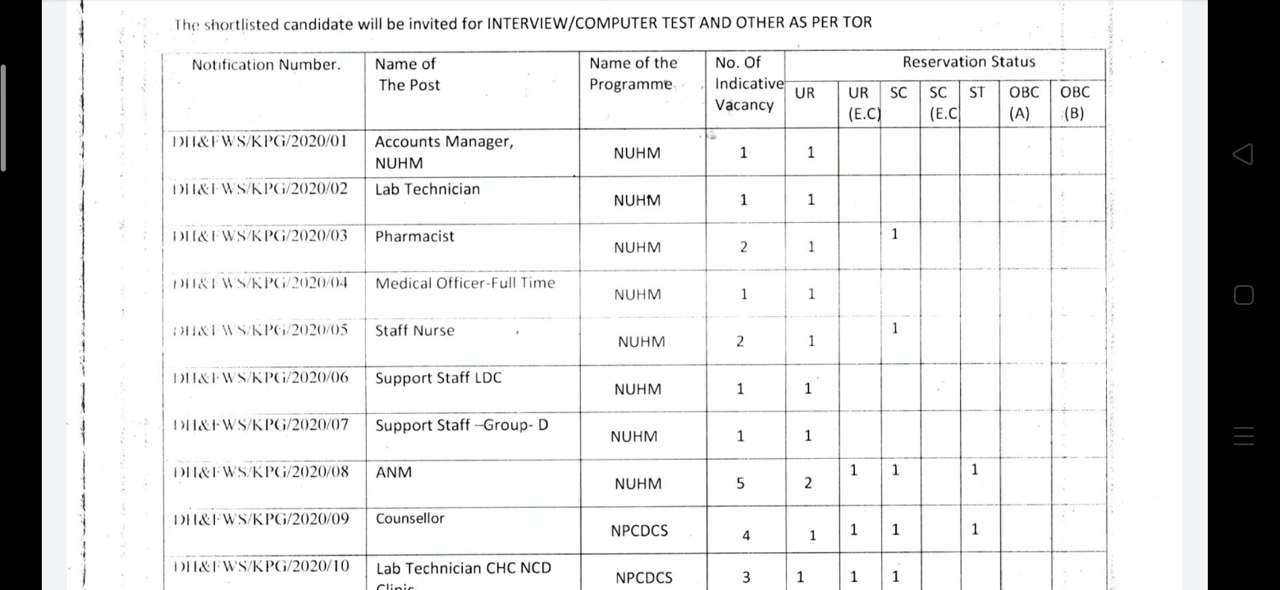 The shortlisted candidate will be invited for INTERVIEW/COMPUTER TEST AND OTHER AS PER TOR
Notification Number. Name of The Post Name of the Programme No. Of Indicative Vacancy Reservation Status
UR UR (E.C) SC SC (E.C ST OBC (A) OBC (B)
DH&FWS/KPG/2020/01 Accounts Manager, NUHM NUHM 1 1
DH&FWS/KPG/2020/02 Lab Technician NUHM 1 1
DH&FWS/KPG/2020/03 Pharmacist NUHM 2 1 1
DH&FWS/KPG/2020/04 Medical Officer-Full Time NUHM 1 1
DH&FWS/KPG/2020/05 Staff Nurse NUHM 2 1 1
DH&FWS/KPG/2020/06 Support Staff LDC NUHM 1 1
DH&FWS/KPG/2020/07 Support Staff –Group- D NUHM 1 1
DH&FWS/KPG/2020/08 ANM NUHM 5 2 1 1 1
DH&FWS/KPG/2020/09 Counsellor NPCDCS 4 1 1 1 1
DH&FWS/KPG/2020/10 Lab Technician CHC NCD NPCDCS 3 1 1 1